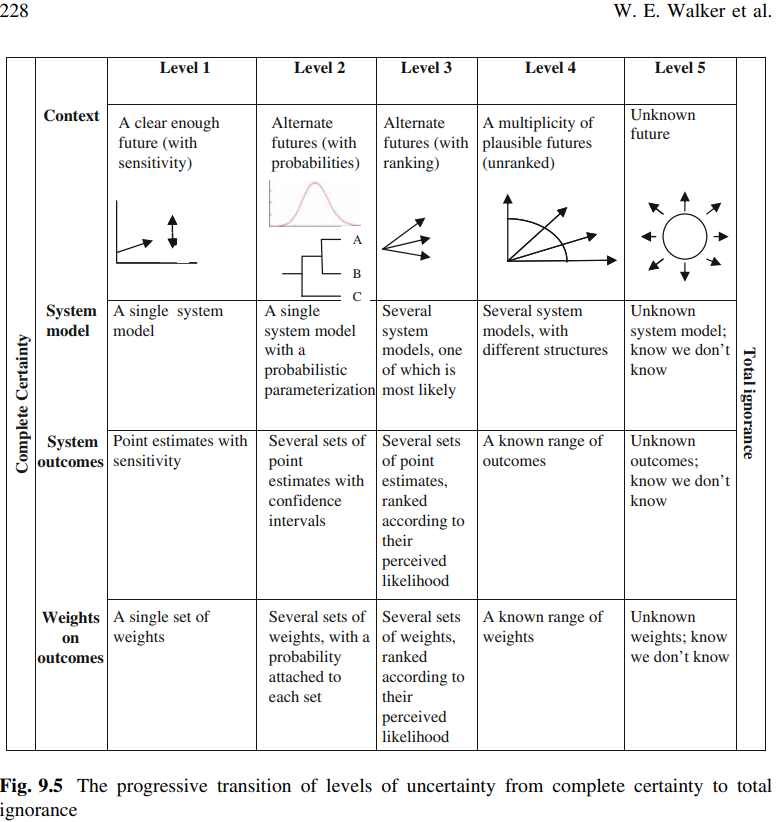 228
W. E. Walker et al.
Level 1
Level 2
Level 3
Level 4
Level 5
Complete Certainty
Context
A clear enough
future (with
sensitivity)
Alternate
futures (with
probabilities)
A
B
C
Alternate
futures (with
ranking)
A multiplicity of
plausible futures
(unranked)
Unknown
future
System
model
A single system
model
A single
system model
with a
probabilistic
parameterization
Several
system
models, one
of which is
most likely
Several system
models, with
different structures
Unknown
system model;
know we don't
know
System
outcomes
Point estimates with
sensitivity
Several sets of
point
estimates with
confidence
intervals
Several sets
of point
estimates,
ranked
according to
their
perceived
likelihood
A known range of
outcomes
Unknown
outcomes;
know we don't
know
Weights
on
outcomes
A single set of
weights
Several sets of
weights, with a
probability
attached to
each set
Several sets
of weights,
ranked
according to
their
perceived
likelihood
A known range of
weights
Unknown
weights; know
we don't know
Total ignorance
Fig. 9.5 The progressive transition of levels of uncertainty from complete certainty to total
ignorance